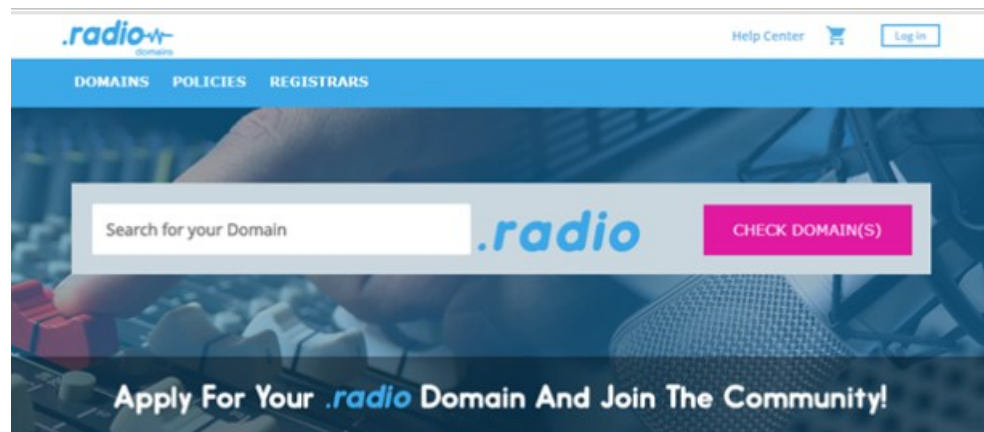 .radio
domains
Help Center
Log in
DOMAINS POLICIES REGISTRARS
Search for your Domain
.radio
CHECK DOMAIN(S)
Apply For Your .radio Domain And Join The Community!